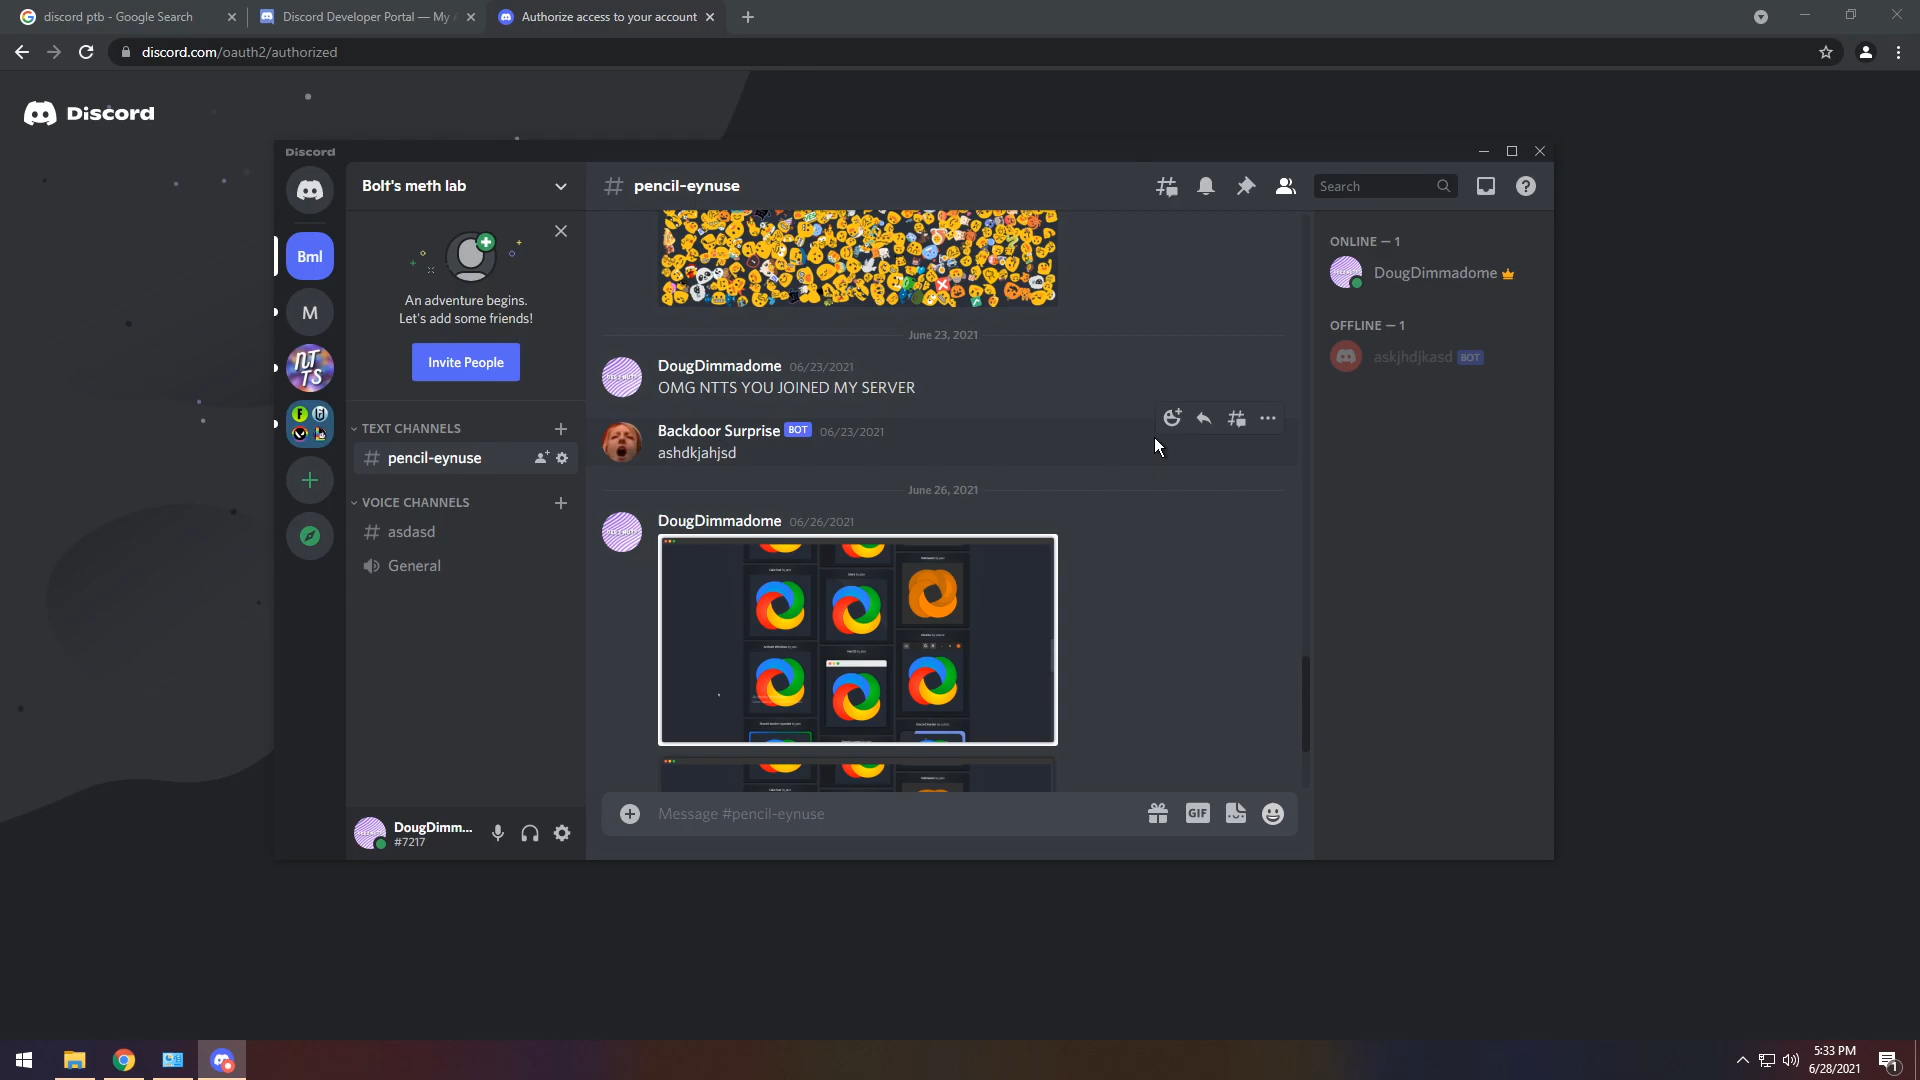 discord ptb - Google Search
Discord Developer Portal — My A
Authorize access to your account
discord.com/oauth2/authorized
Discord
Discord
Bolt's meth lab
pencil-eynuse
Search
Bml
M
An adventure begins.
Let's add some friends!
Invite People
TEXT CHANNELS
pencil-eynuse
VOICE CHANNELS
asdasd
General
DougDimm...
#7217
June 23, 2021
DougDimmadome 06/23/2021
OMG NTTS YOU JOINED MY SERVER
Backdoor Surprise BOT 06/23/2021
ashdkjahjsd
June 26, 2021
DougDimmadome 06/26/2021
Message #pencil-eynuse
GIF
ONLINE — 1
DougDimmadome
OFFLINE — 1
askjhdjkasd BOT
5:33 PM
6/28/2021
1